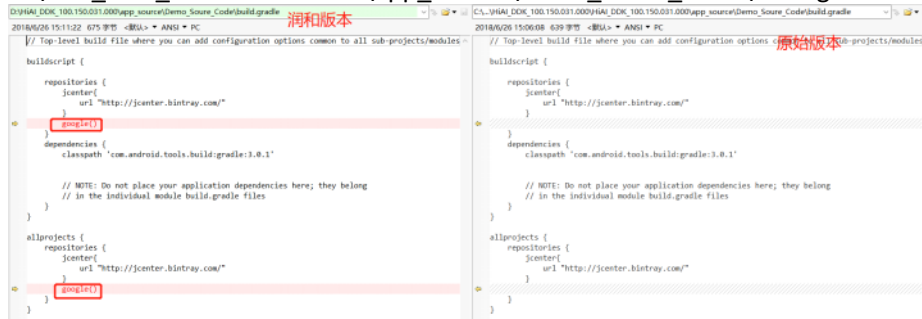 D:\HiAI_DDK_100.150.031.000\app_source\Demo_Soure_Code\build.gradle
润和版本
2018/6/26 15:11:22 675 字节 <默认> ANSI PC
// Top-level build file where you can add configuration options common to all sub-projects/modules
buildscript {
repositories {
jcenter{
url "http://jcenter.bintray.com/"
}
google()
}
dependencies {
classpath 'com.android.tools.build:gradle:3.0.1'
// NOTE: Do not place your application dependencies here; they belong
// in the individual module build.gradle files
}
}
allprojects {
repositories {
jcenter{
url "http://jcenter.bintray.com/"
}
google()
}
}
C:\...\HiAI_DDK_100.150.031.000\HiAI_DDK_100.150.031.000\app_source\Demo_Soure_Code\build.gradle
2018/6/26 15:06:08 639 字节 <默认> ANSI PC
原始版本
// Top-level build file where you can add configuration options sub-projects/modules
buildscript {
repositories {
jcenter{
url "http://jcenter.bintray.com/"
}
}
dependencies {
classpath 'com.android.tools.build:gradle:3.0.1'
// NOTE: Do not place your application dependencies here; they belong
// in the individual module build.gradle files
}
}
allprojects {
repositories {
jcenter{
url "http://jcenter.bintray.com/"
}
}
}